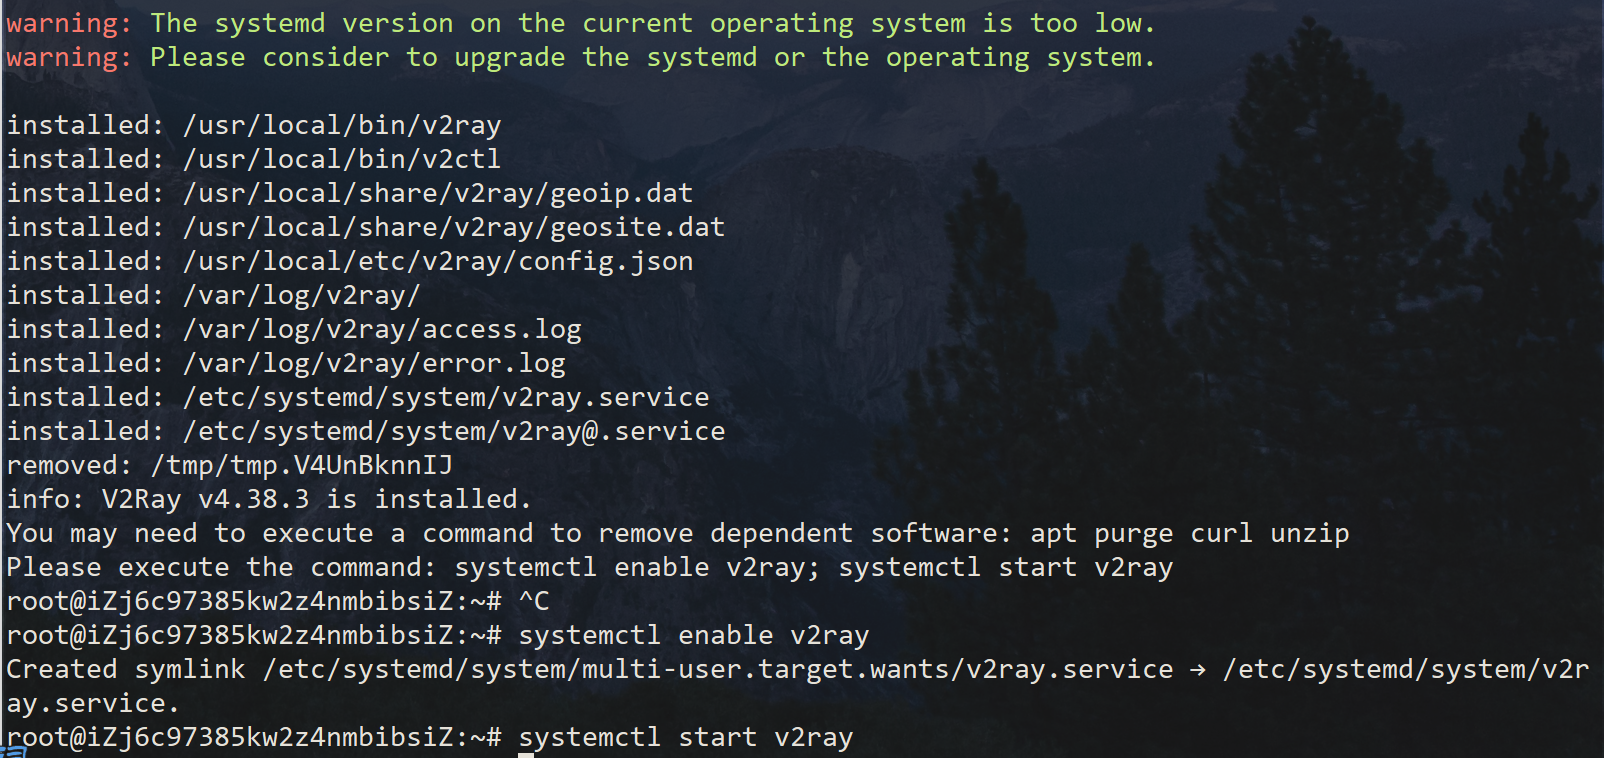 warning: The systemd version on the current operating system is too low.
warning: Please consider to upgrade the systemd or the operating system.
installed: /usr/local/bin/v2ray
installed: /usr/local/bin/v2ctl
installed: /usr/local/share/v2ray/geoip.dat
installed: /usr/local/share/v2ray/geosite.dat
installed: /usr/local/etc/v2ray/config.json
installed: /var/log/v2ray/
installed: /var/log/v2ray/access.log
installed: /var/log/v2ray/error.log
installed: /etc/systemd/system/v2ray.service
installed: /etc/systemd/system/v2ray@.service
removed: /tmp/tmp.V4UnBknnIJ
info: V2Ray v4.38.3 is installed.
You may need to execute a command to remove dependent software: apt purge curl unzip
Please execute the command: systemctl enable v2ray; systemctl start v2ray
root@iZj6c97385kw2z4nmbibsiZ:~# ^C
root@iZj6c97385kw2z4nmbibsiZ:~# systemctl enable v2ray
Created symlink /etc/systemd/system/multi-user.target.wants/v2ray.service → /etc/systemd/system/v2r
ay.service.
root@iZj6c97385kw2z4nmbibsiZ:~# systemctl start v2ray